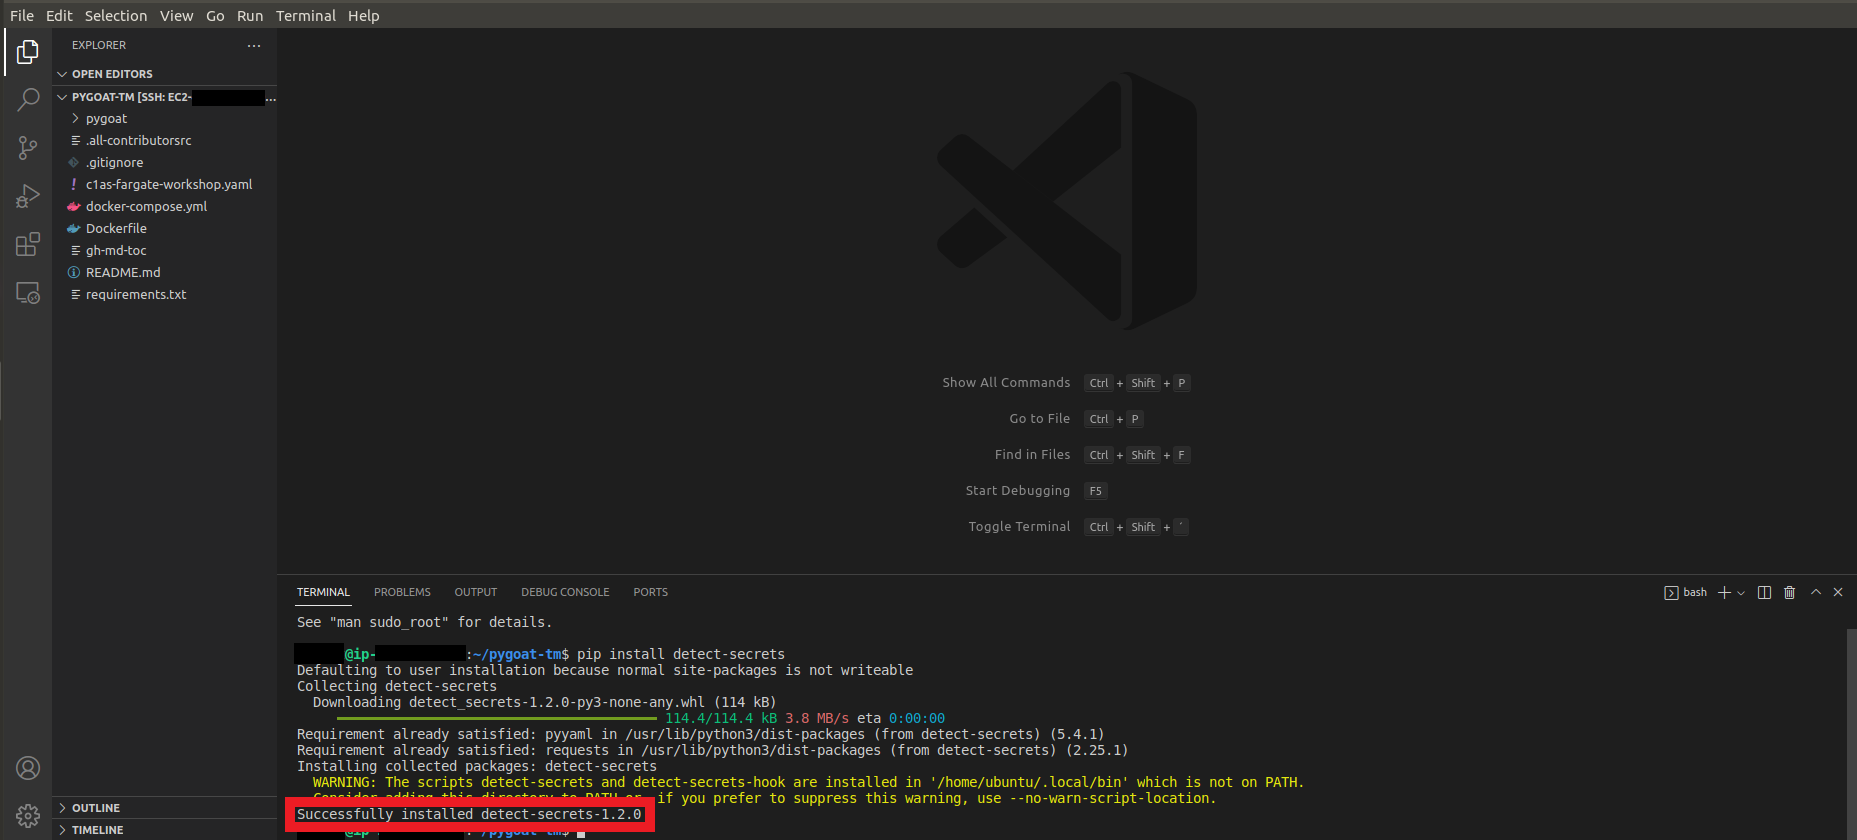 File Edit Selection View Go Run Terminal Help
EXPLORER ...
OPEN EDITORS
PYGOAT-TM [SSH: EC2- ...
pygoat
.all-contributorsrc
.gitignore
! c1as-fargate-workshop.yaml
docker-compose.yml
Dockerfile
gh-md-toc
README.md
requirements.txt
OUTLINE
TIMELINE
Show All Commands Ctrl + Shift + P
Go to File Ctrl + P
Find in Files Ctrl + Shift + F
Start Debugging F5
Toggle Terminal Ctrl + Shift + ´
TERMINAL PROBLEMS OUTPUT DEBUG CONSOLE PORTS bash
See "man sudo_root" for details.
@ip- :~/pygoat-tm$ pip install detect-secrets
Defaulting to user installation because normal site-packages is not writeable
Collecting detect-secrets
Downloading detect_secrets-1.2.0-py3-none-any.whl (114 kB)
114.4/114.4 kB 3.8 MB/s eta 0:00:00
Requirement already satisfied: pyyaml in /usr/lib/python3/dist-packages (from detect-secrets) (5.4.1)
Requirement already satisfied: requests in /usr/lib/python3/dist-packages (from detect-secrets) (2.25.1)
Installing collected packages: detect-secrets
WARNING: The scripts detect-secrets and detect-secrets-hook are installed in '/home/ubuntu/.local/bin' which is not on PATH.
Consider adding this directory to PATH or, if you prefer to suppress this warning, use --no-warn-script-location.
Successfully installed detect-secrets-1.2.0
@ip- :~/pygoat-tm$